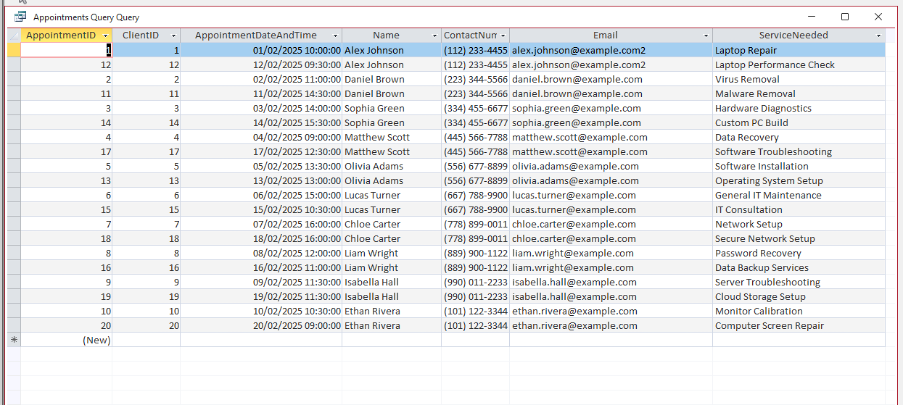 Appointments Query Query
AppointmentID ClientID AppointmentDateAndTime Name ContactNum Email ServiceNeeded
1 1 01/02/2025 10:00:00 Alex Johnson (112) 233-4455 alex.johnson@example.com2 Laptop Repair
12 12 12/02/2025 09:30:00 Alex Johnson (112) 233-4455 alex.johnson@example.com2 Laptop Performance Check
2 2 02/02/2025 11:00:00 Daniel Brown (223) 344-5566 daniel.brown@example.com Virus Removal
11 11 11/02/2025 14:30:00 Daniel Brown (223) 344-5566 daniel.brown@example.com Malware Removal
3 3 03/02/2025 14:00:00 Sophia Green (334) 455-6677 sophia.green@example.com Hardware Diagnostics
14 14 14/02/2025 15:30:00 Sophia Green (334) 455-6677 sophia.green@example.com Custom PC Build
4 4 04/02/2025 09:00:00 Matthew Scott (445) 566-7788 matthew.scott@example.com Data Recovery
17 17 17/02/2025 12:30:00 Matthew Scott (445) 566-7788 matthew.scott@example.com Software Troubleshooting
5 5 05/02/2025 13:30:00 Olivia Adams (556) 677-8899 olivia.adams@example.com Software Installation
13 13 13/02/2025 13:00:00 Olivia Adams (556) 677-8899 olivia.adams@example.com Operating System Setup
6 6 06/02/2025 15:00:00 Lucas Turner (667) 788-9900 lucas.turner@example.com General IT Maintenance
15 15 15/02/2025 10:30:00 Lucas Turner (667) 788-9900 lucas.turner@example.com IT Consultation
7 7 07/02/2025 16:00:00 Chloe Carter (778) 899-0011 chloe.carter@example.com Network Setup
18 18 18/02/2025 16:00:00 Chloe Carter (778) 899-0011 chloe.carter@example.com Secure Network Setup
8 8 08/02/2025 12:00:00 Liam Wright (889) 900-1122 liam.wright@example.com Password Recovery
16 16 16/02/2025 11:00:00 Liam Wright (889) 900-1122 liam.wright@example.com Data Backup Services
9 9 09/02/2025 11:30:00 Isabella Hall (990) 011-2233 isabella.hall@example.com Server Troubleshooting
19 19 19/02/2025 11:30:00 Isabella Hall (990) 011-2233 isabella.hall@example.com Cloud Storage Setup
10 10 10/02/2025 10:30:00 Ethan Rivera (101) 122-3344 ethan.rivera@example.com Monitor Calibration
20 20 20/02/2025 09:00:00 Ethan Rivera (101) 122-3344 ethan.rivera@example.com Computer Screen Repair
(New)